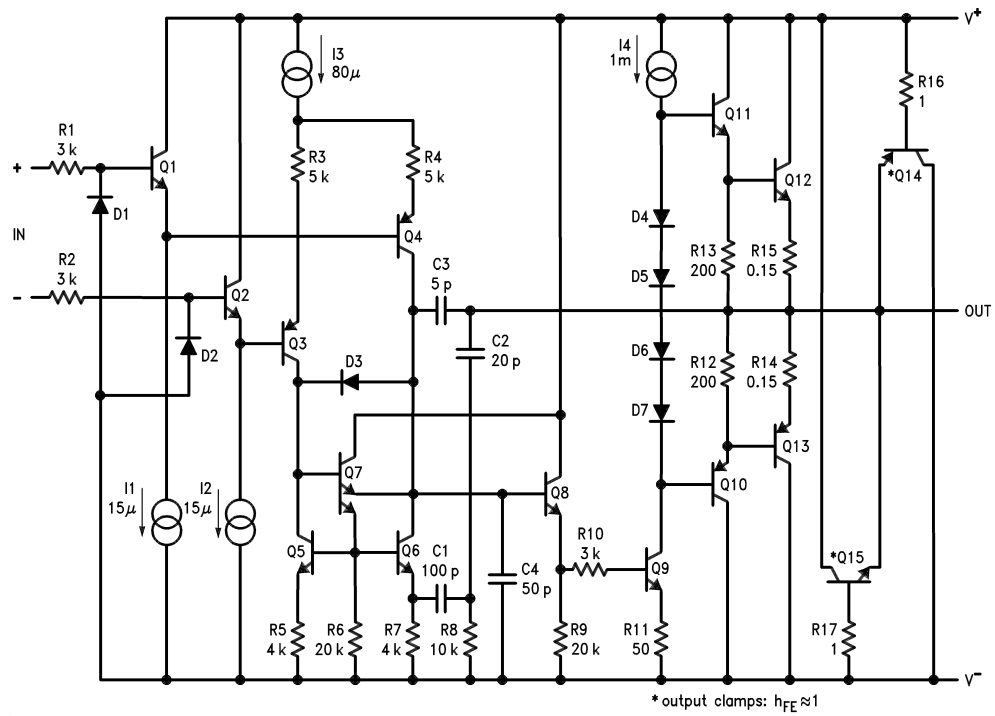 V+
I3
80µ
I4
1m
Q11
R16
1
R1
3 k
+
Q1
R3
5 k
R4
5 k
Q12
*Q14
D1
Q4
D4
IN
R2
3 k
C3
5 p
R13
200
R15
0.15
D5
-
Q2
OUT
Q3
C2
20 p
D2
D3
D6
R12
200
R14
0.15
D7
Q7
Q13
Q8
Q10
I1
15µ
I2
15µ
R10
3 k
Q5
Q6
C1
100 p
C4
50 p
Q9
*Q15
R5
4 k
R6
20 k
R7
4 k
R8
10 k
R9
20 k
R11
50
R17
1
V-
* output clamps: hFE ≈ 1